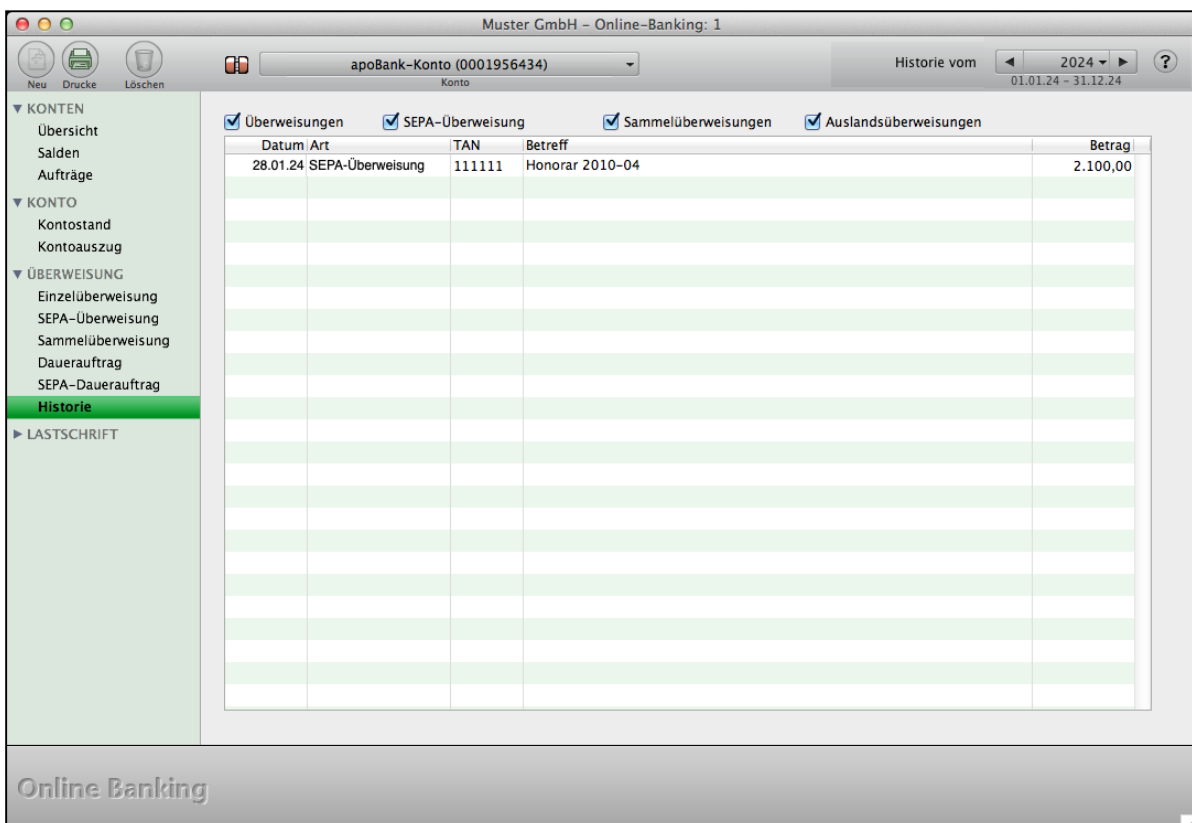 Muster GmbH – Online-Banking: 1
Neu Drucke Löschen
apoBank-Konto (0001956434)
Konto
Historie vom
2024
01.01.24 – 31.12.24
?
KONTEN
Übersicht
Salden
Aufträge
KONTO
Kontostand
Kontoauszug
ÜBERWEISUNG
Einzelüberweisung
SEPA-Überweisung
Sammelüberweisung
Dauerauftrag
SEPA-Dauerauftrag
Historie
LASTSCHRIFT
Überweisungen SEPA-Überweisung Sammelüberweisungen Auslandsüberweisungen
Datum Art TAN Betreff Betrag
28.01.24 SEPA-Überweisung 111111 Honorar 2010-04 2.100,00
Online Banking